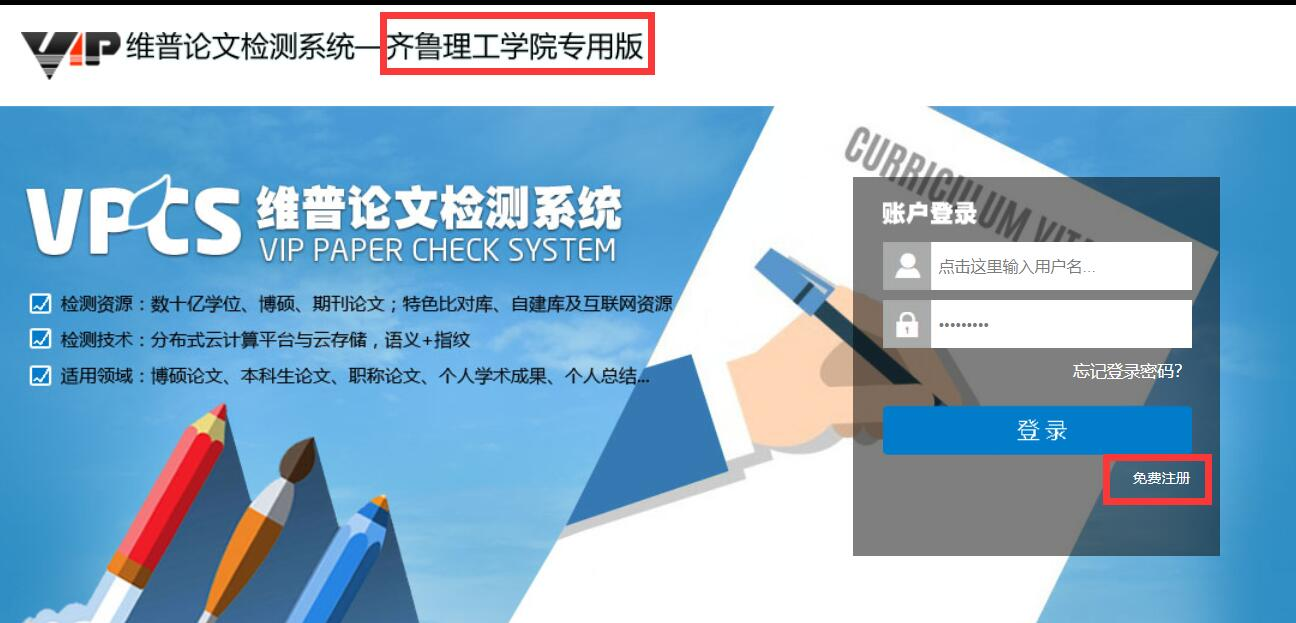 VIP 维普论文检测系统—齐鲁理工学院专用版
VPCS 维普论文检测系统
VIP PAPER CHECK SYSTEM
检测资源：数十亿学位、博硕、期刊论文；特色比对库、自建库及互联网资源
检测技术：分布式云计算平台与云存储，语义+指纹
适用领域：博硕论文、本科生论文、职称论文、个人学术成果、个人总结...
CURRICULUM VITA
账户登录
点击这里输入用户名...
•••••••••
忘记登录密码?
登 录
免费注册